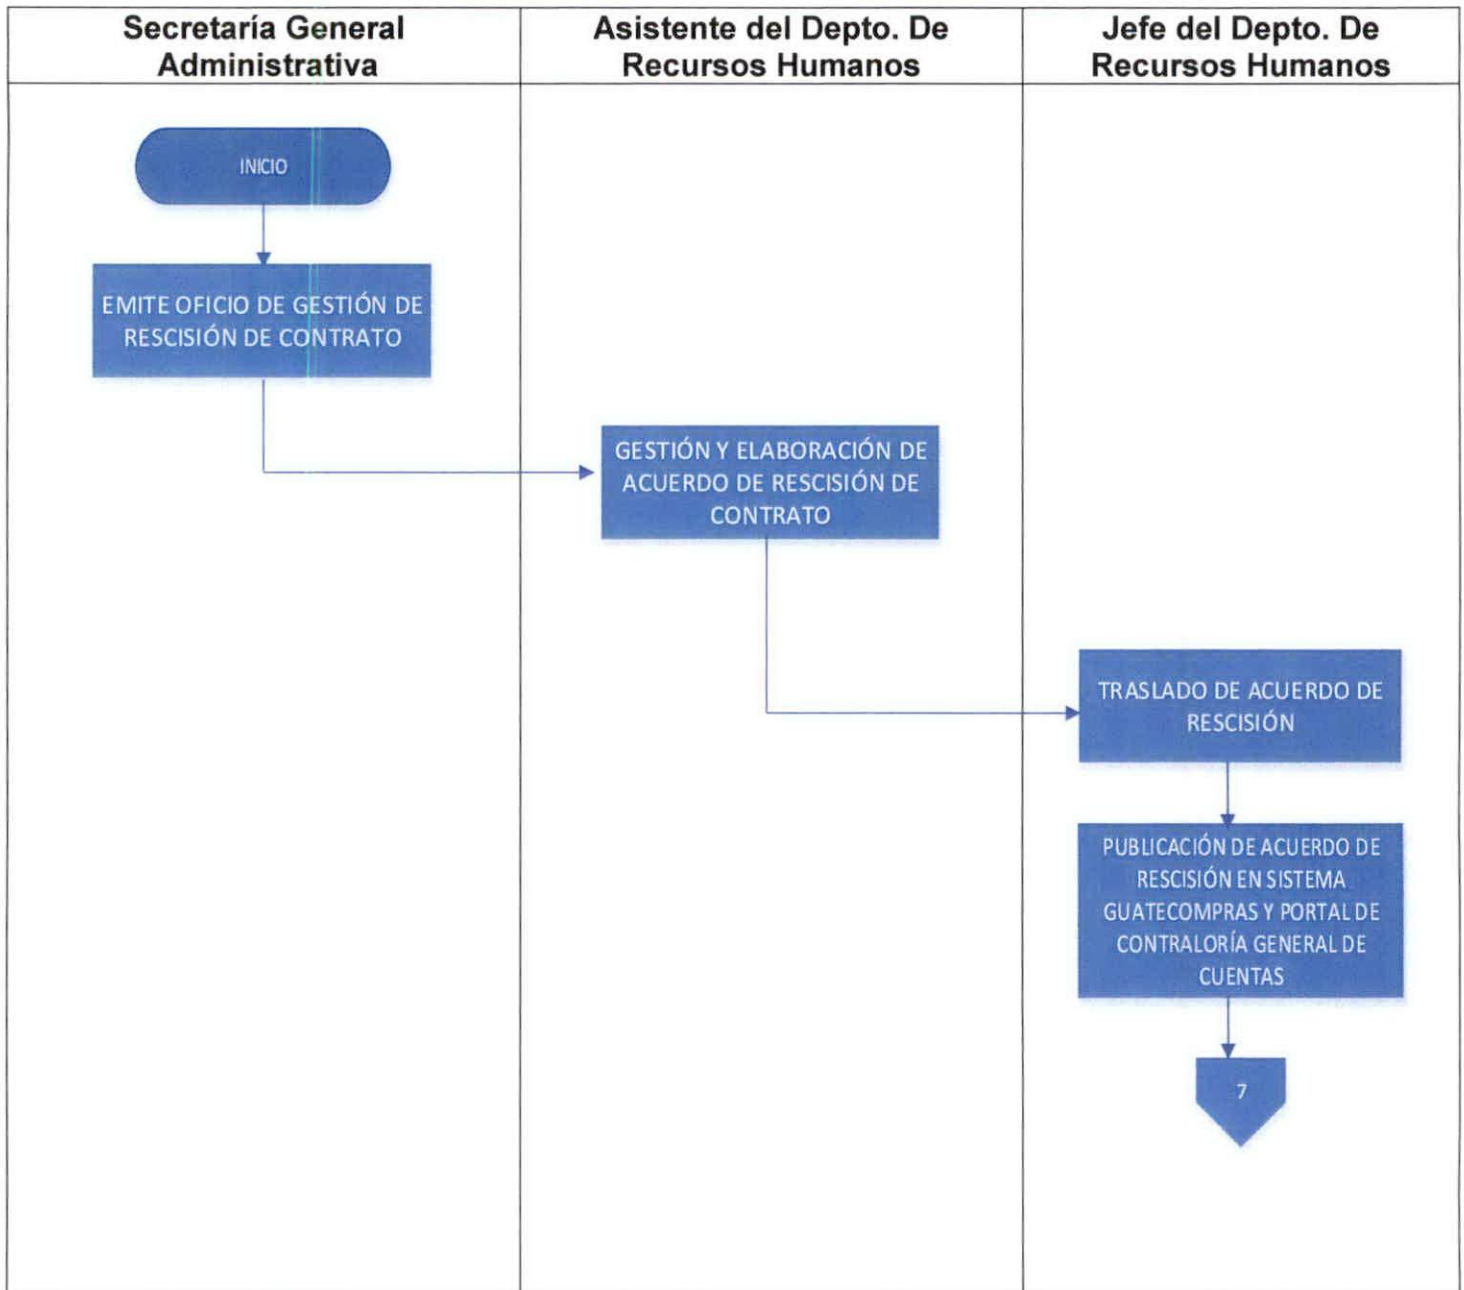 Secretaría General
Administrativa
Asistente del Depto. De
Recursos Humanos
Jefe del Depto. De
Recursos Humanos
INICIO
EMITE OFICIO DE GESTIÓN DE
RESCISIÓN DE CONTRATO
GESTIÓN Y ELABORACIÓN DE
ACUERDO DE RESCISIÓN DE
CONTRATO
TRASLADO DE ACUERDO DE
RESCISIÓN
PUBLICACIÓN DE ACUERDO DE
RESCISIÓN EN SISTEMA
GUATECOMPRAS Y PORTAL DE
CONTRALORÍA GENERAL DE
CUENTAS
7